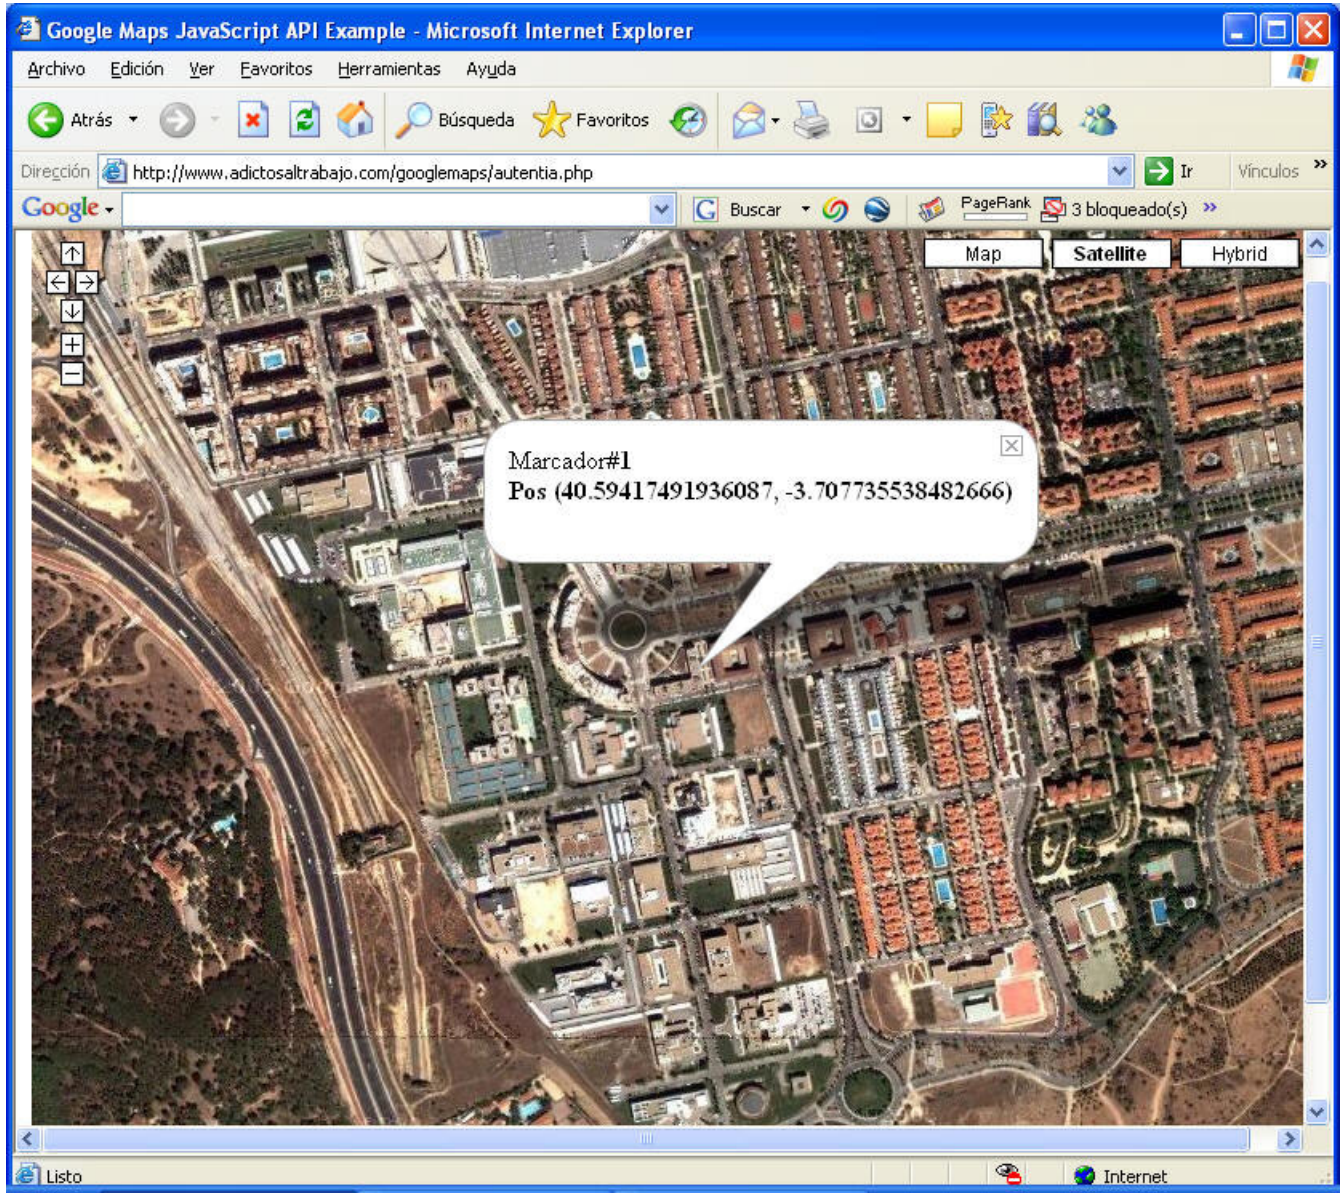 Google Maps JavaScript API Example - Microsoft Internet Explorer
Archivo Edición Ver Favoritos Herramientas Ayuda
Atrás Búsqueda Favoritos
Dirección http://www.adictosaltrabajo.com/googlemaps/autentia.php Ir Vínculos »
Google Buscar PageRank 3 bloqueado(s) »
Map Satellite Hybrid
Marcador#1
Pos (40.59417491936087, -3.707735538482666)
Listo Internet